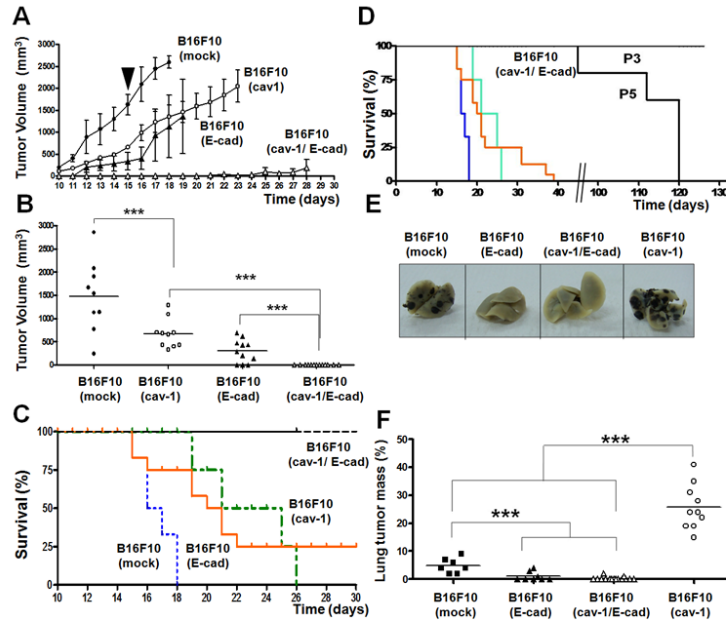 A
Tumor Volume (mm³)
3000
2500
2000
1500
1000
500
0
B16F10
(mock)
B16F10
(cav1)
B16F10
(E-cad)
B16F10
(cav-1/ E-cad)
10 11 12 13 14 15 16 17 18 19 20 21 22 23 24 25 26 27 28 29 30
Time (days)
B
Tumor Volume (mm³)
3000
2500
2000
1500
1000
500
0
***
***
***
B16F10
(mock)
B16F10
(cav-1)
B16F10
(E-cad)
B16F10
(cav-1/E-cad)
C
Survival (%)
100
75
50
25
0
B16F10
(cav-1/ E-cad)
B16F10
(cav-1)
B16F10
(mock)
B16F10
(E-cad)
10 12 14 16 18 20 22 24 26 28 30
Time (days)
D
Survival (%)
100
75
50
25
0
B16F10
(cav-1/ E-cad)
P3
P5
0 10 20 30 40 100 110 120 130
Time (days)
E
B16F10
(mock)
B16F10
(E-cad)
B16F10
(cav-1/E-cad)
B16F10
(cav-1)
F
Lung tumor mass (%)
50
40
30
20
10
0
***
***
B16F10
(mock)
B16F10
(E-cad)
B16F10
(cav-1/E-cad)
B16F10
(cav-1)